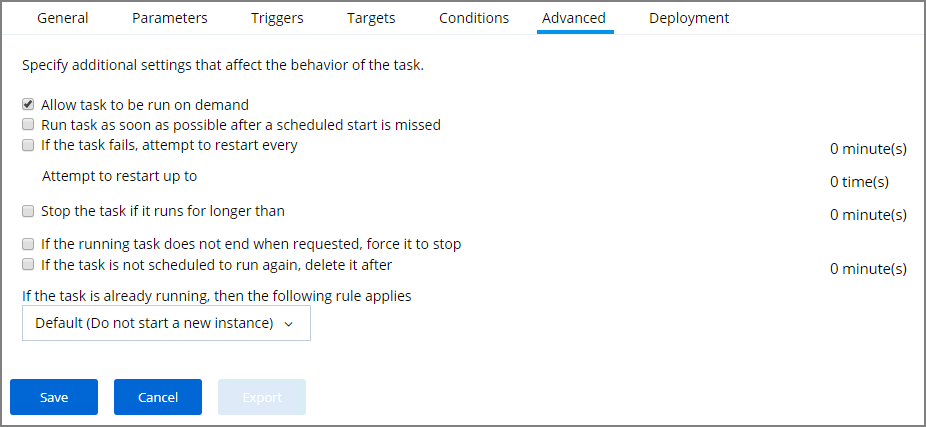 General Parameters Triggers Targets Conditions Advanced Deployment
Specify additional settings that affect the behavior of the task.
Allow task to be run on demand
Run task as soon as possible after a scheduled start is missed
If the task fails, attempt to restart every 0 minute(s)
Attempt to restart up to 0 time(s)
Stop the task if it runs for longer than 0 minute(s)
If the running task does not end when requested, force it to stop
If the task is not scheduled to run again, delete it after 0 minute(s)
If the task is already running, then the following rule applies
Default (Do not start a new instance)
Save Cancel Export